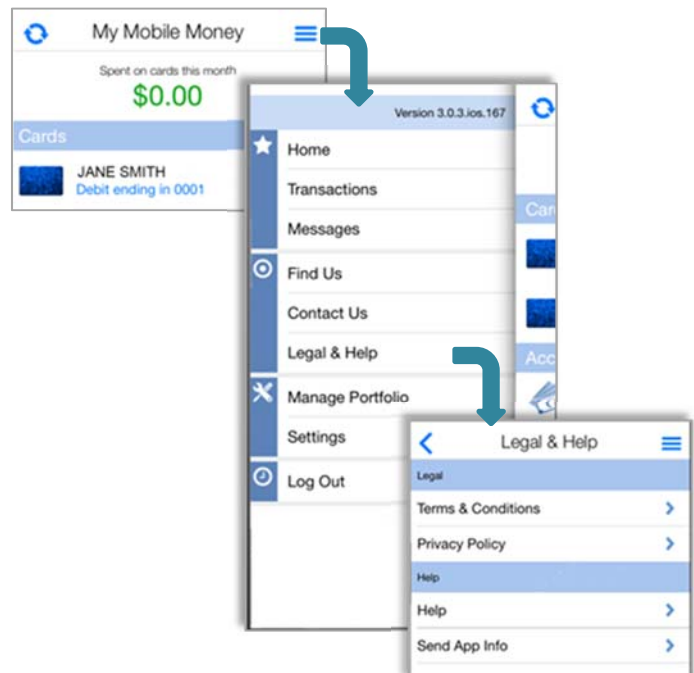 My Mobile Money
Spent on cards this month
$0.00
Cards
JANE SMITH
Debit ending in 0001
Version 3.0.3.ios.167
Home
Transactions
Messages
Find Us
Contact Us
Legal & Help
Manage Portfolio
Settings
Log Out
Car
Acc
Legal & Help
Legal
Terms & Conditions
Privacy Policy
Help
Help
Send App Info